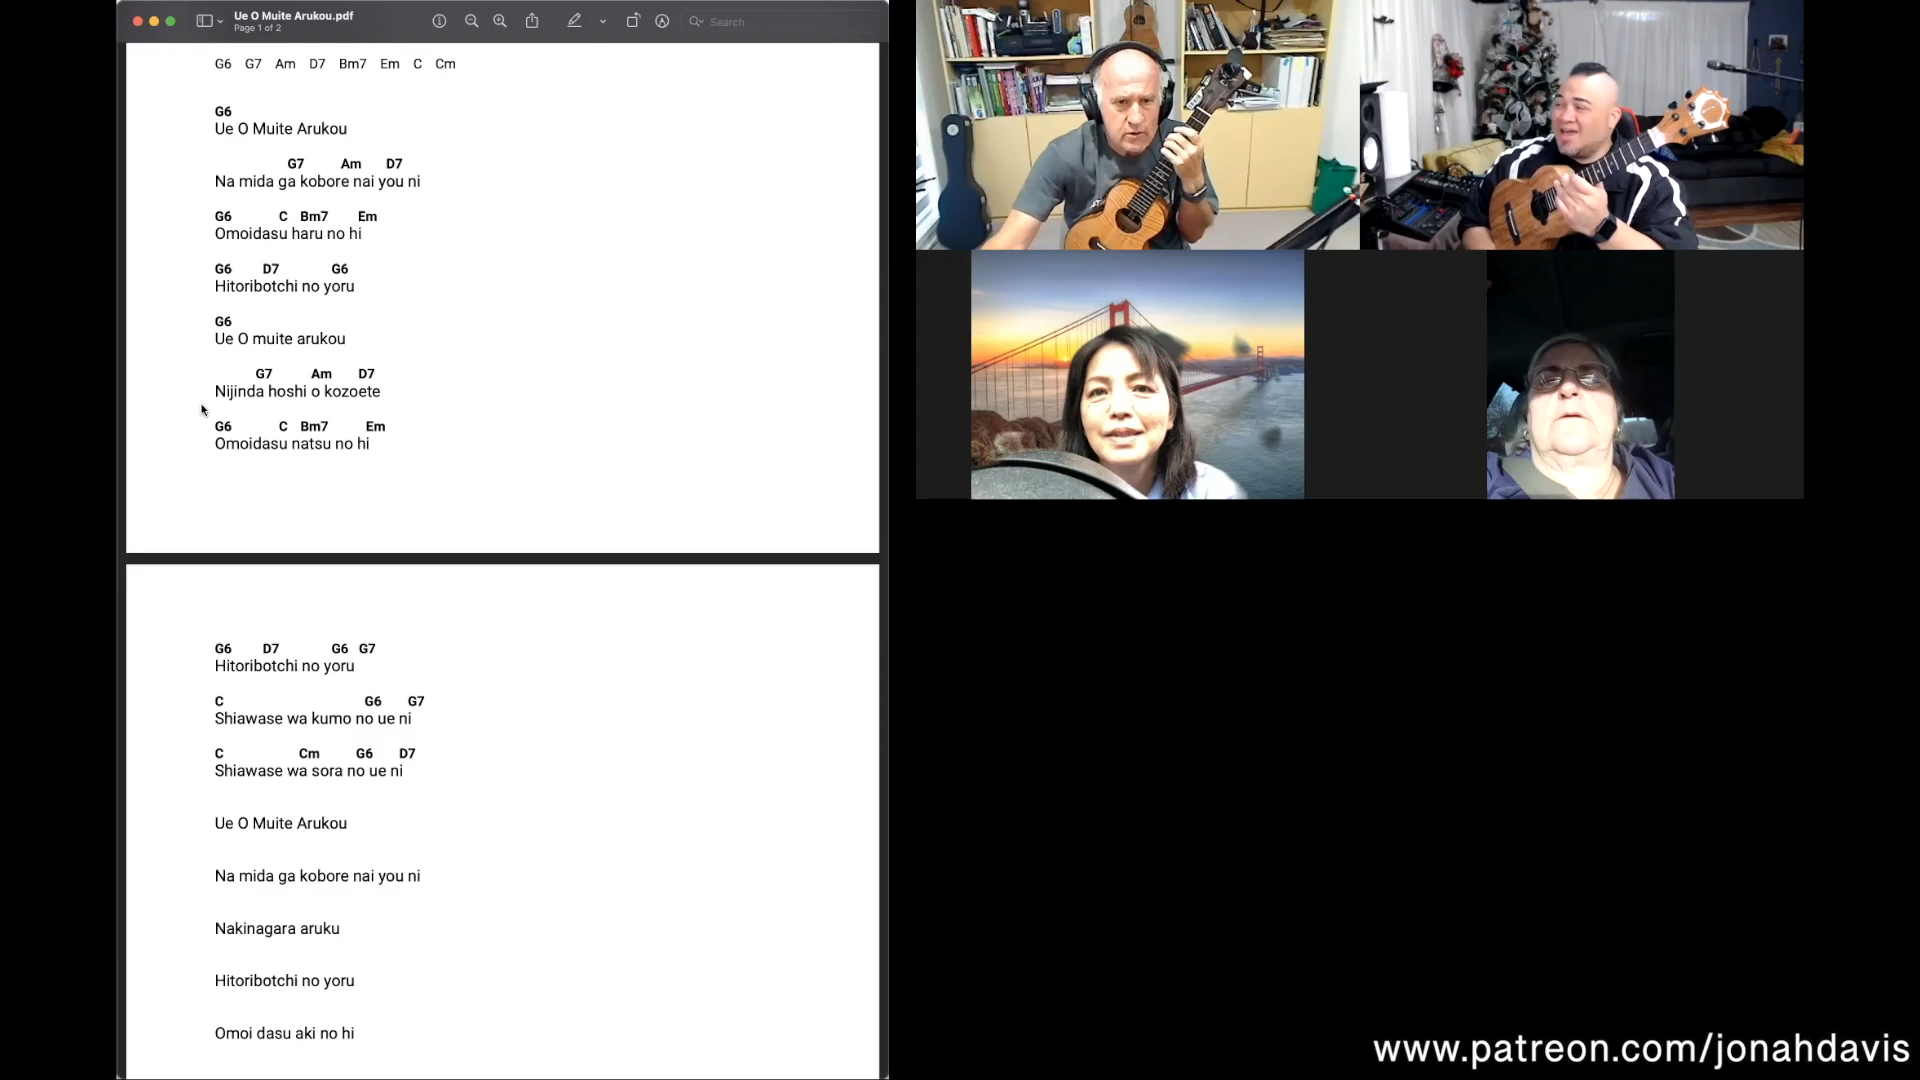 Ue O Muite Arukou.pdf
Page 1 of 2
Search
G6 G7 Am D7 Bm7 Em C Cm
G6
Ue O Muite Arukou
G7 Am D7
Na mida ga kobore nai you ni
G6 C Bm7 Em
Omoidasu haru no hi
G6 D7 G6
Hitoribotchi no yoru
G6
Ue O muite arukou
G7 Am D7
Nijinda hoshi o kozoete
G6 C Bm7 Em
Omoidasu natsu no hi
G6 D7 G6 G7
Hitoribotchi no yoru
C G6 G7
Shiawase wa kumo no ue ni
C Cm G6 D7
Shiawase wa sora no ue ni
Ue O Muite Arukou
Na mida ga kobore nai you ni
Nakinagara aruku
Hitoribotchi no yoru
Omoi dasu aki no hi
www.patreon.com/jonahdavis